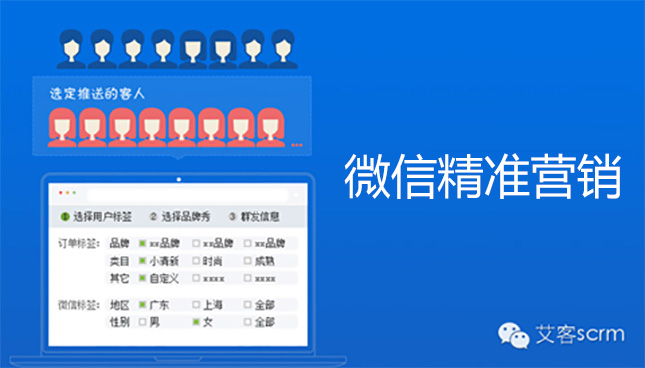 选定推送的客人
...
微信精准营销
① 选择用户标签 ② 选择品牌秀 ③ 群发信息
订单标签: 品牌 xx品牌 xx品牌 xx品牌
类目 小清新 时尚 成熟
其它 自定义 xxxx xxxx
微信标签: 地区 广东 上海 全部
性别 男 女 全部
艾客scrm